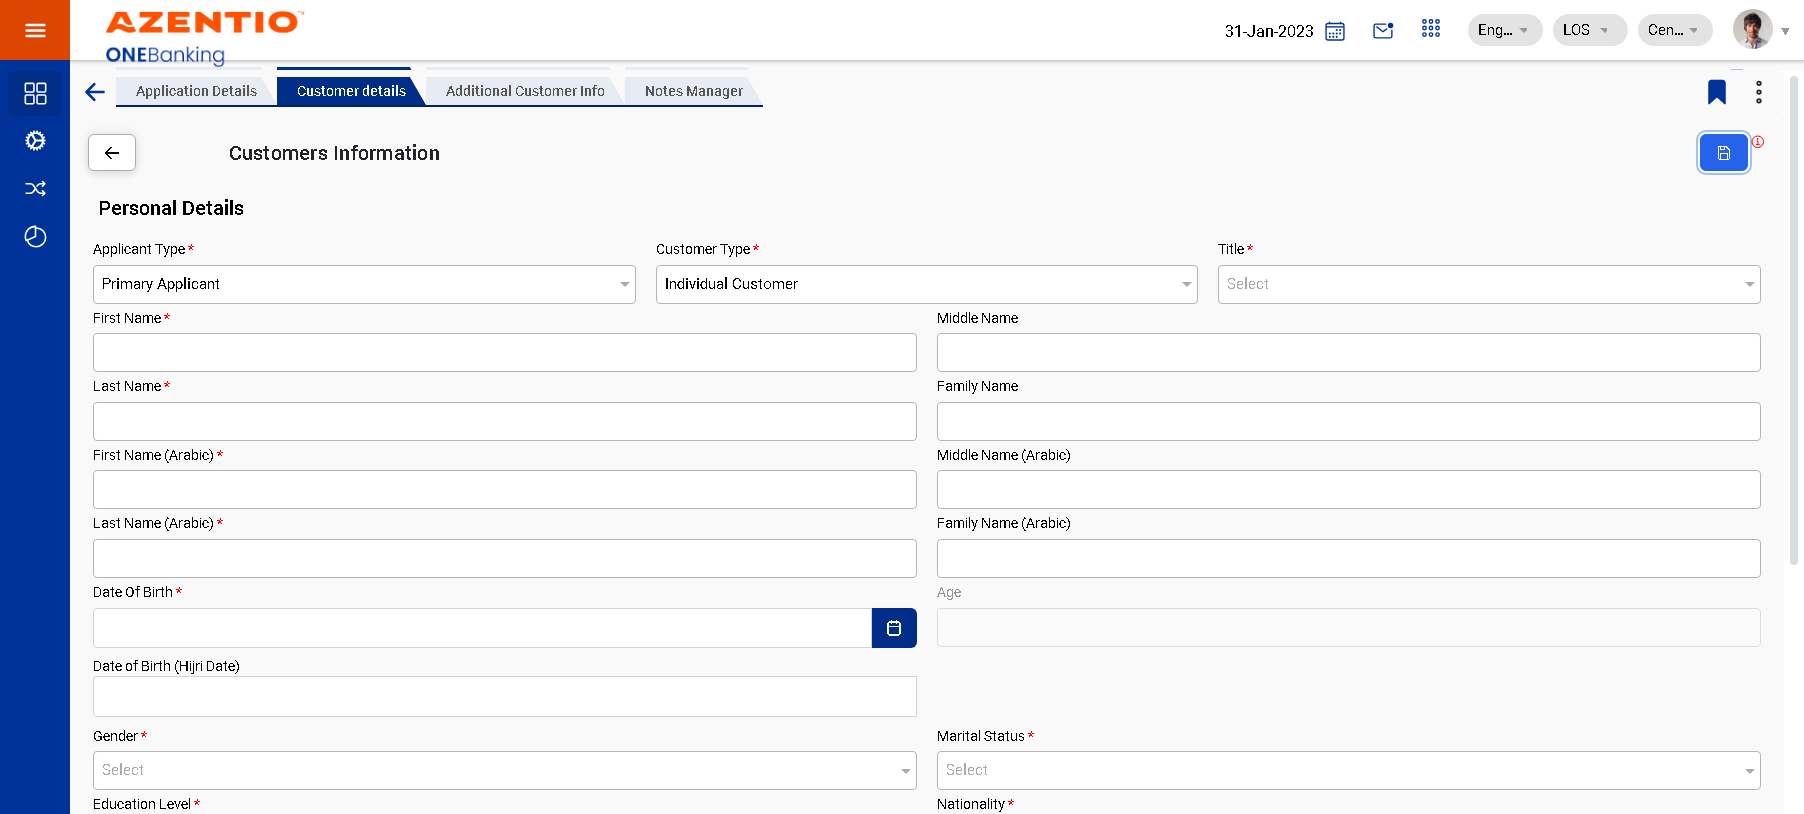 AZENTIO™
ONEBanking
31-Jan-2023
Eng...
LOS
Cen...
Application Details
Customer details
Additional Customer Info
Notes Manager
Customers Information
Personal Details
Applicant Type *
Customer Type *
Title *
Primary Applicant
Individual Customer
Select
First Name *
Middle Name
Last Name *
Family Name
First Name (Arabic) *
Middle Name (Arabic)
Last Name (Arabic) *
Family Name (Arabic)
Date Of Birth *
Age
Date of Birth (Hijri Date)
Gender *
Marital Status *
Select
Select
Education Level *
Nationality *